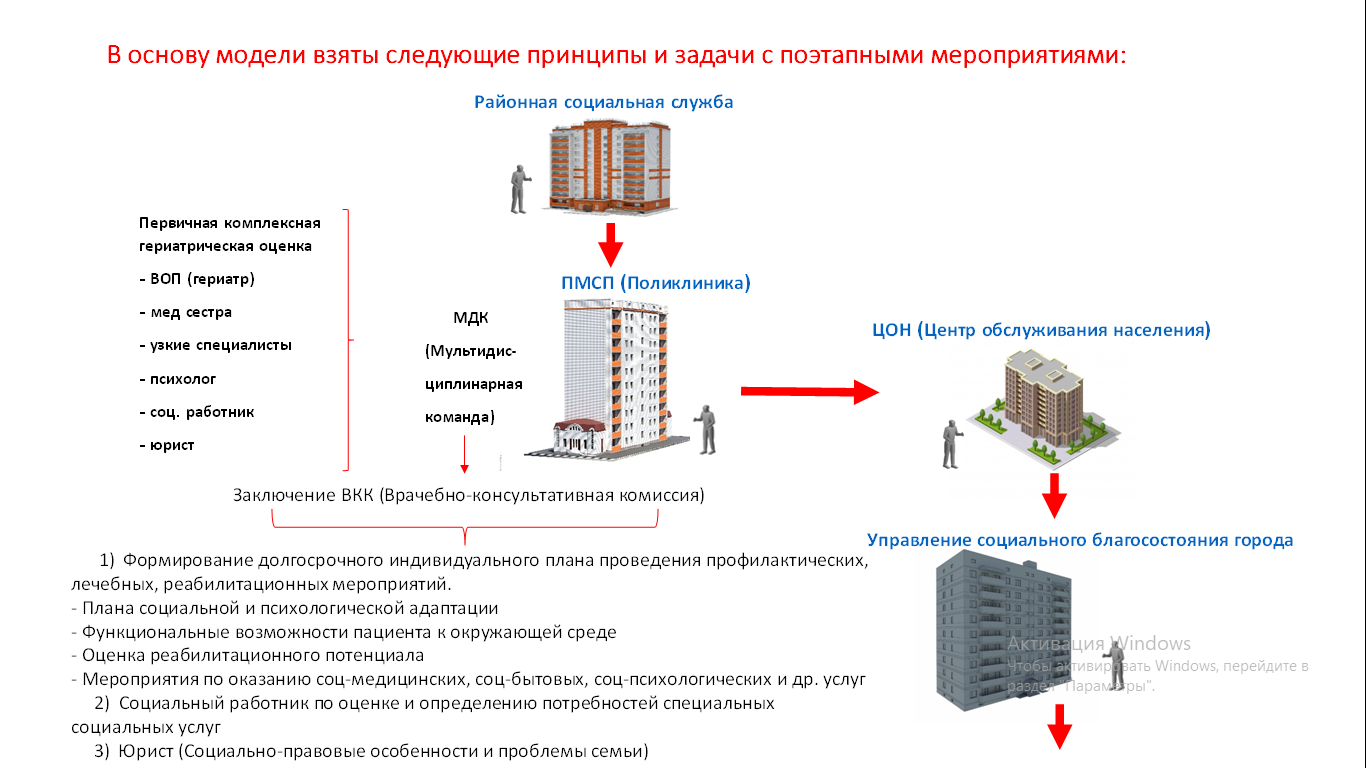 В основу модели взяты следующие принципы и задачи с поэтапными мероприятиями:
Районная социальная служба
Первичная комплексная
гериатрическая оценка
- ВОП (гериатр)
- мед сестра
- узкие специалисты
- психолог
- соц. работник
- юрист
ПМСП (Поликлиника)
МДК
(Мультидис-
циплинарная
команда)
ЦОН (Центр обслуживания населения)
Заключение ВКК (Врачебно-консультативная комиссия)
Управление социального благосостояния города
1) Формирование долгосрочного индивидуального плана проведения профилактических,
лечебных, реабилитационных мероприятий.
- Плана социальной и психологической адаптации
- Функциональные возможности пациента к окружающей среде
- Оценка реабилитационного потенциала
- Мероприятия по оказанию соц-медицинских, соц-бытовых, соц-психологических и др. услуг
2) Социальный работник по оценке и определению потребностей специальных
социальных услуг
3) Юрист (Социально-правовые особенности и проблемы семьи)
Активация Windows
Чтобы активировать Windows, перейдите в
раздел "Параметры".